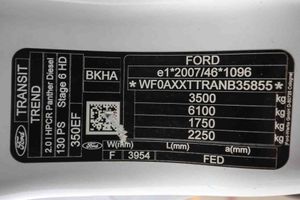 TRANSIT
TREND
2.0 l HPCR Panther Diesel
130 PS Stage 6 HD
350EF
Ford
BKHA
FORD
e1*2007/46*1096
*WF0AXXTTRANB35855*
3500 kg
6100 kg
1750 kg
2250 kg
Ford W(mm) L(mm) a(mm)
F 3954 FED